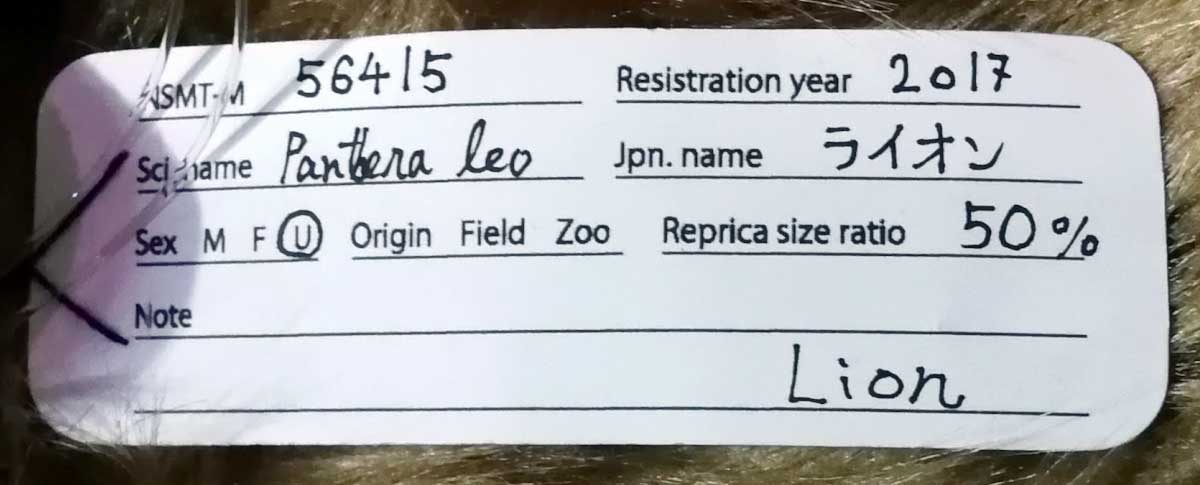 NSMT-M 56415 Resistration year 2017
Sci name Panthera leo Jpn. name ライオン
Sex M F U Origin Field Zoo Reprica size ratio 50%
Note
Lion